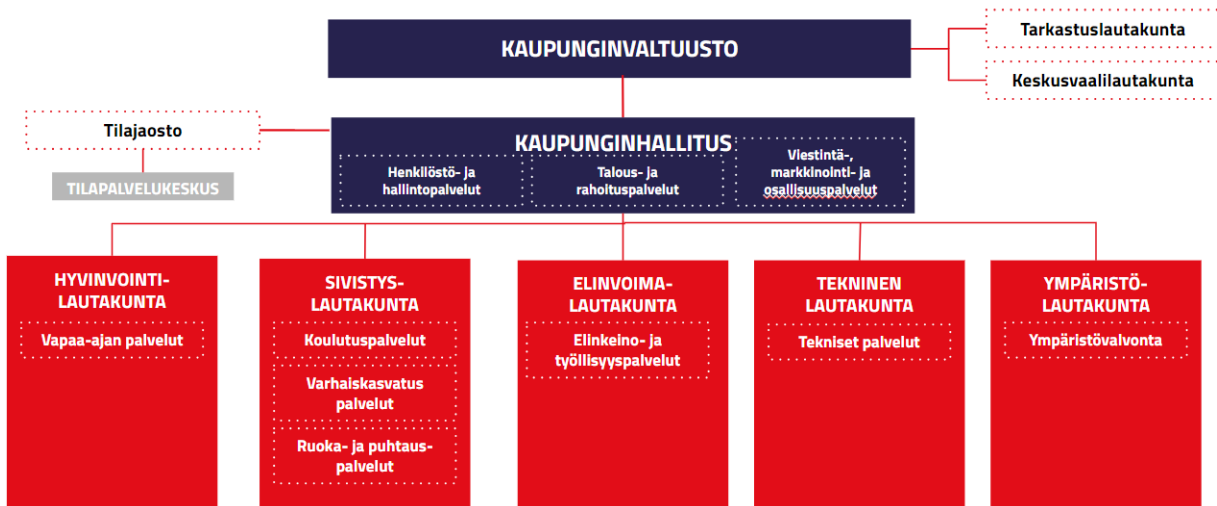 KAUPUNGINVALTUUSTO
Tarkastuslautakunta
Keskusvaalilautakunta
Tilajaosto
TILAPALVELUKESKUS
KAUPUNGINHALLITUS
Henkilöstö- ja
hallintopalvelut
Talous- ja
rahoituspalvelut
Viestintä-,
markkinointi- ja
osallisuuspalvelut
HYVINVOINTI-
LAUTAKUNTA
Vapaa-ajan palvelut
SIVISTYS-
LAUTAKUNTA
Koulutuspalvelut
Varhaiskasvatus
palvelut
Ruoka- ja puhtaus-
palvelut
ELINVOIMA-
LAUTAKUNTA
Elinkeino- ja
työllisyyspalvelut
TEKNINEN
LAUTAKUNTA
Tekniset palvelut
YMPÄRISTÖ-
LAUTAKUNTA
Ympäristövalvonta